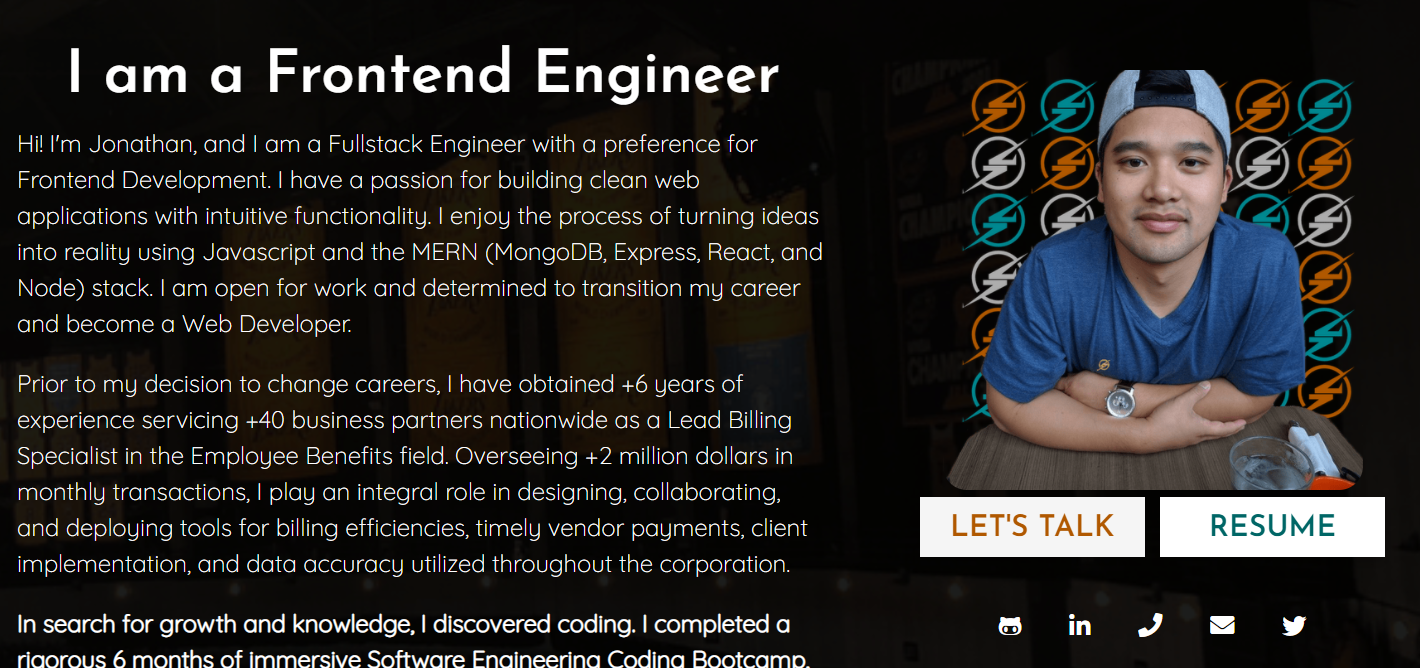 I am a Frontend Engineer
Hi! I'm Jonathan, and I am a Fullstack Engineer with a preference for
Frontend Development. I have a passion for building clean web
applications with intuitive functionality. I enjoy the process of turning ideas
into reality using Javascript and the MERN (MongoDB, Express, React, and
Node) stack. I am open for work and determined to transition my career
and become a Web Developer.
Prior to my decision to change careers, I have obtained +6 years of
experience servicing +40 business partners nationwide as a Lead Billing
Specialist in the Employee Benefits field. Overseeing +2 million dollars in
monthly transactions, I play an integral role in designing, collaborating,
and deploying tools for billing efficiencies, timely vendor payments, client
implementation, and data accuracy utilized throughout the corporation.
In search for growth and knowledge, I discovered coding. I completed a
rigorous 6 months of immersive Software Engineering Coding Bootcamp,
LET'S TALK
RESUME